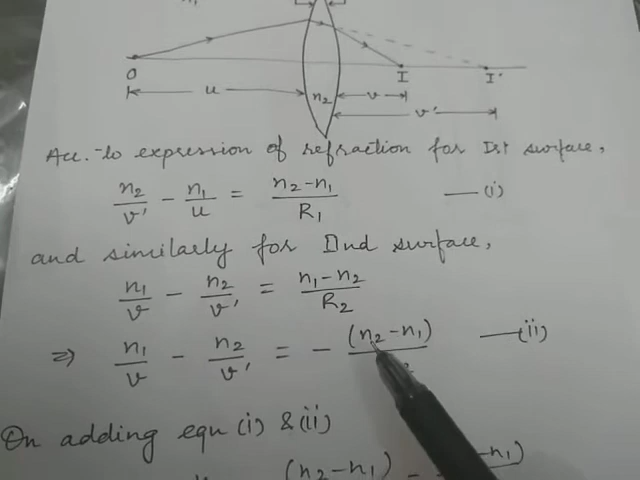 O I I'
u n₂ v
v'
Acc. to expression of refraction for Ist surface,
n₂/v' - n₁/u = (n₂-n₁)/R₁ —(i)
and similarly for IInd surface,
n₁/v - n₂/v' = (n₁-n₂)/R₂
⇒ n₁/v - n₂/v' = - (n₂-n₁)/ —(ii)
On adding eqn (i) & (ii)
(n₂-n₁) - -n₁)